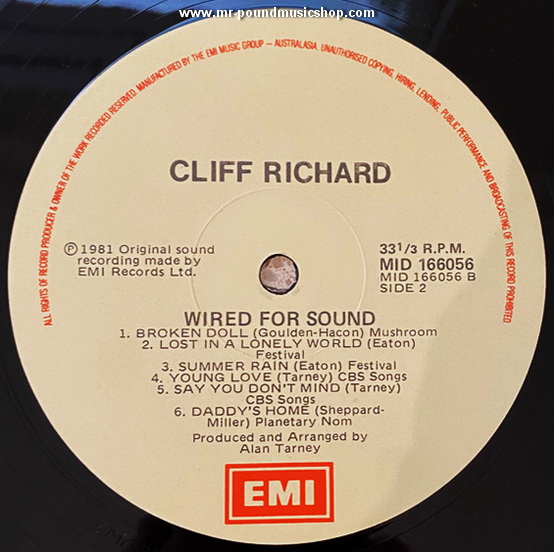 www.mr-poundmusicshop.com
ALL RIGHTS OF RECORD PRODUCER & OWNER OF THE WORK RECORDED RESERVED. MANUFACTURED BY THE EMI MUSIC GROUP – AUSTRALASIA. UNAUTHORISED COPYING, HIRING, LENDING, PUBLIC PERFORMANCE AND BROADCASTING OF THIS RECORD PROHIBITED
CLIFF RICHARD
℗ 1981 Original sound
recording made by
EMI Records Ltd.
33 1/3 R.P.M.
MID 166056
MID 166056 B
SIDE 2
WIRED FOR SOUND
1. BROKEN DOLL (Goulden-Hacon) Mushroom
2. LOST IN A LONELY WORLD (Eaton)
Festival
3. SUMMER RAIN (Eaton) Festival
4. YOUNG LOVE (Tarney) CBS Songs
5. SAY YOU DON'T MIND (Tarney)
CBS Songs
6. DADDY'S HOME (Sheppard-
Miller) Planetary Nom
Produced and Arranged by
Alan Tarney
EMI